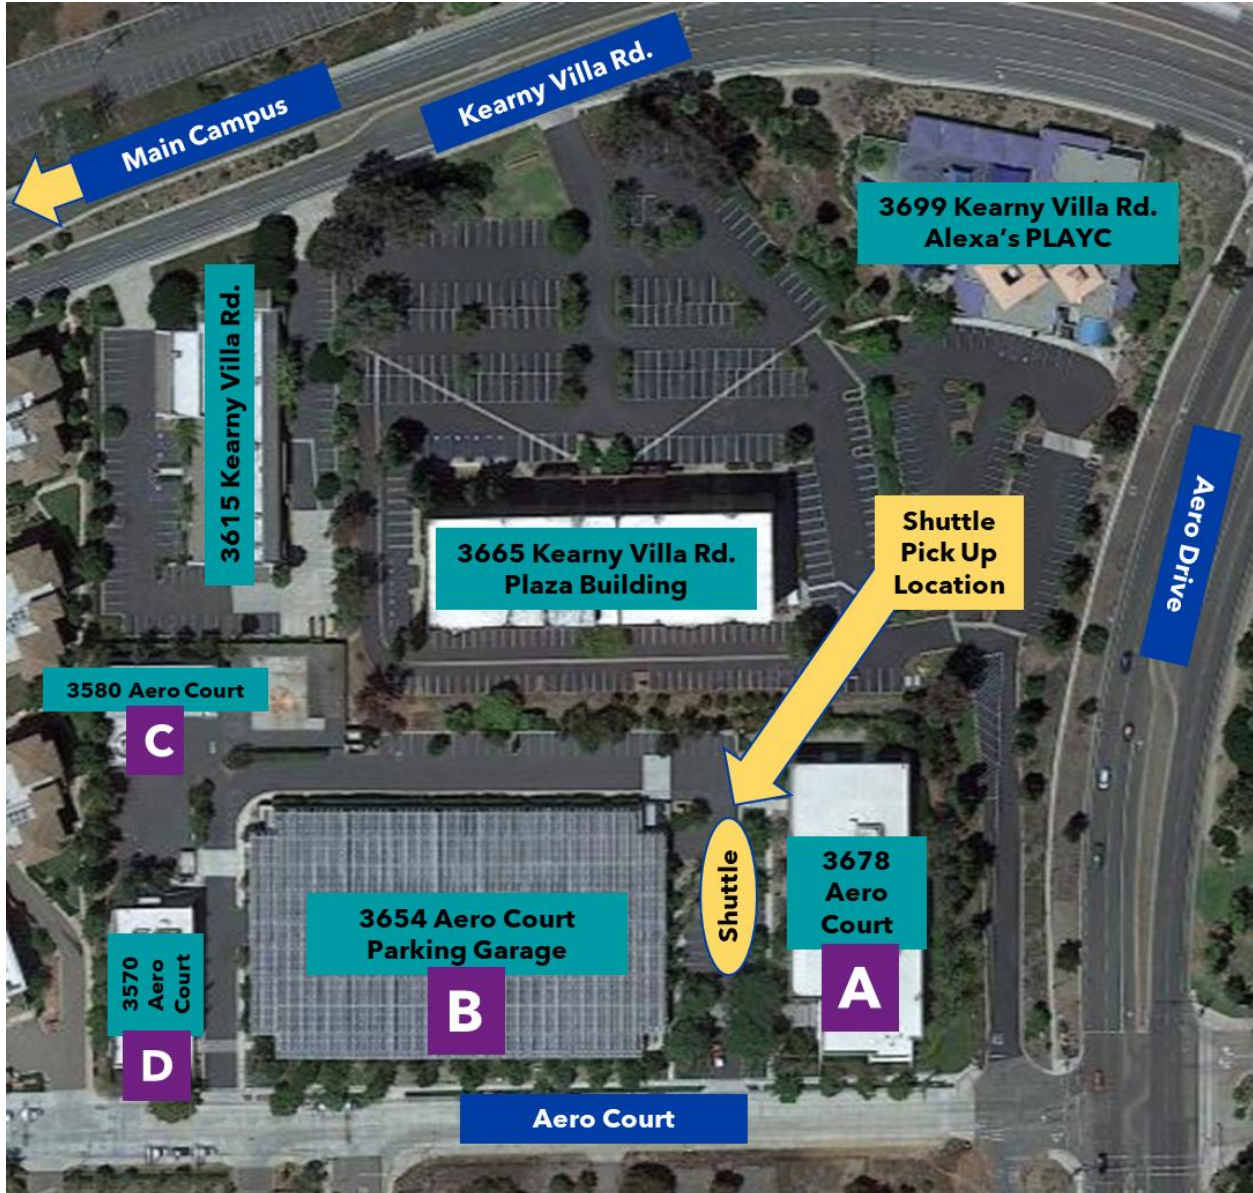 Kearny Villa Rd.
Main Campus
3699 Kearny Villa Rd.
Alexa's PLAYC
3615 Kearny Villa Rd.
Aero Drive
Shuttle
Pick Up
Location
3665 Kearny Villa Rd.
Plaza Building
3580 Aero Court
C
3678
Aero
Court
A
Shuttle
3654 Aero Court
Parking Garage
B
3570
Aero
Court
D
Aero Court